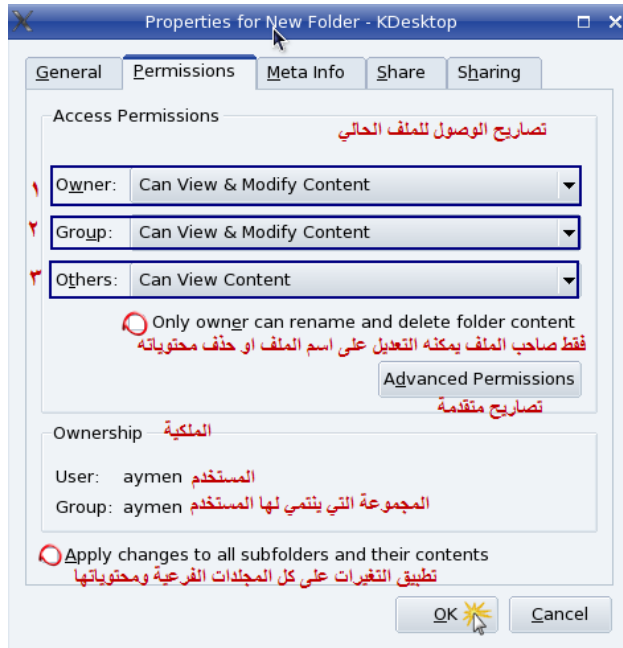 Properties for New Folder - KDesktop
General Permissions Meta Info Share Sharing
Access Permissions
تصاريح الوصول للملف الحالي
١ Owner: Can View & Modify Content
٢ Group: Can View & Modify Content
٣ Others: Can View Content
Only owner can rename and delete folder content
فقط صاحب الملف يمكنه التعديل على اسم الملف او حذف محتوياته
Advanced Permissions
تصاريح متقدمة
Ownership الملكية
User: aymen المستخدم
Group: aymen المجموعة التي ينتمي لها المستخدم
Apply changes to all subfolders and their contents
تطبيق التغيرات على كل المجلدات الفرعية ومحتوياتها
OK Cancel